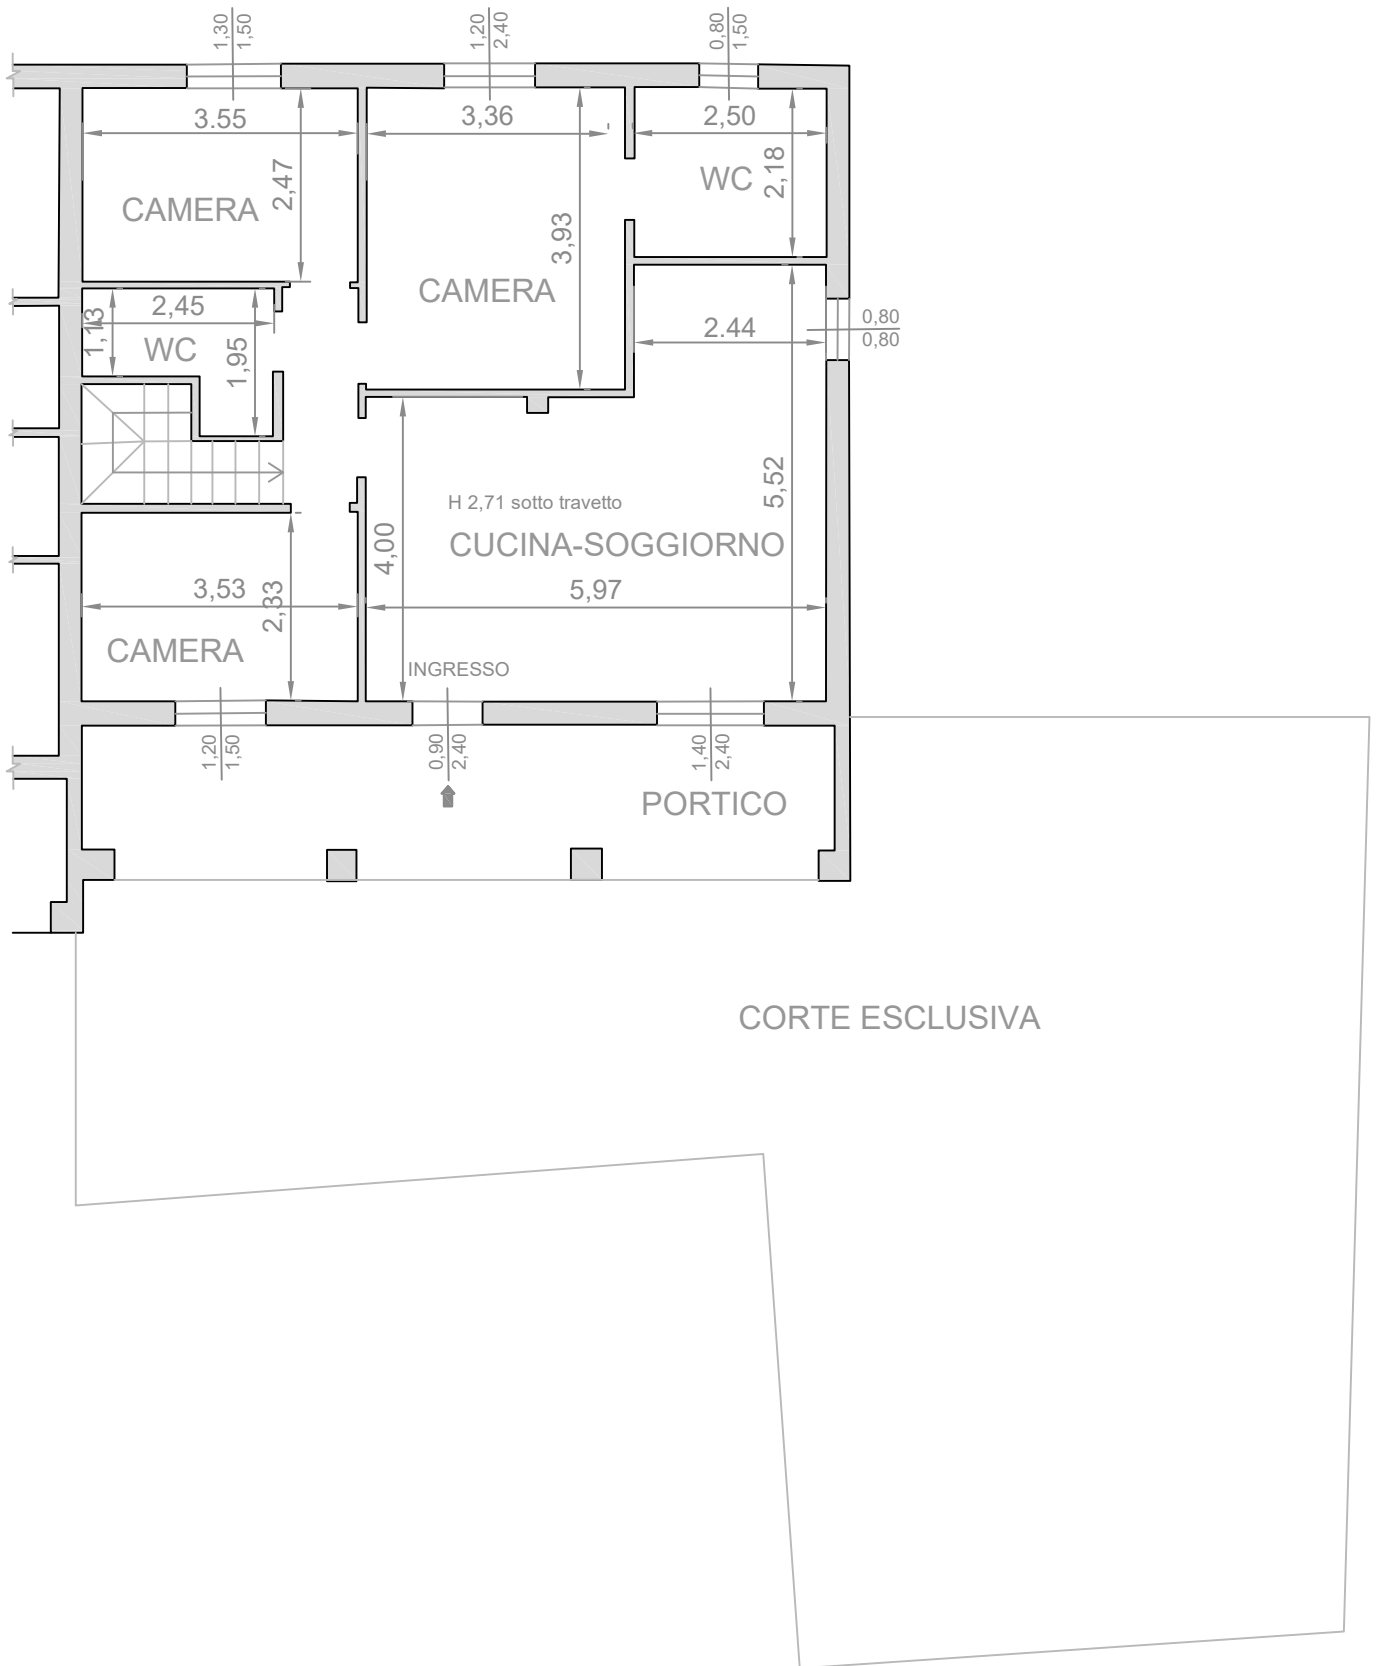 1,30
1,50
1,20
2,40
0,80
1,50
3.55
3,36
2,50
2,47
WC
2,18
CAMERA
3,93
CAMERA
2,45
1,13
WC
1,95
2.44
0,80
0,80
H 2,71 sotto travetto
5,52
4,00
CUCINA-SOGGIORNO
3,53
2,33
5,97
CAMERA
INGRESSO
1,20
1,50
0,90
2,40
1,40
2,40
PORTICO
CORTE ESCLUSIVA